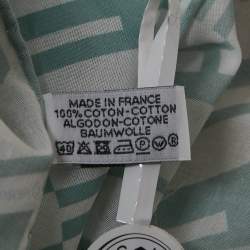 MADE IN FRANCE
100% COTON-COTTON
ALGODON-COTONE
BAUMWOLLE